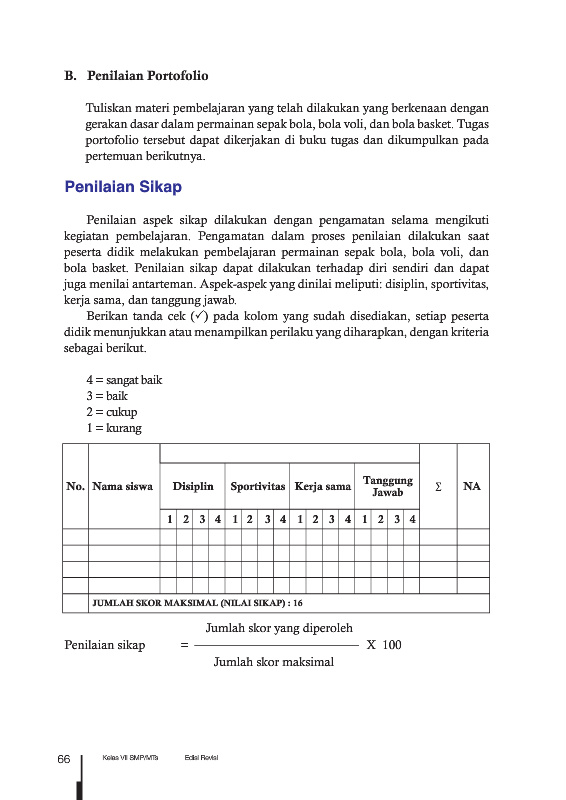 B. Penilaian Portofolio
Tuliskan materi pembelajaran yang telah dilakukan yang berkenaan dengan
gerakan dasar dalam permainan sepak bola, bola voli, dan bola basket. Tugas
portofolio tersebut dapat dikerjakan di buku tugas dan dikumpulkan pada
pertemuan berikutnya.
Penilaian Sikap
Penilaian aspek sikap dilakukan dengan pengamatan selama mengikuti
kegiatan pembelajaran. Pengamatan dalam proses penilaian dilakukan saat
peserta didik melakukan pembelajaran permainan sepak bola, bola voli, dan
bola basket. Penilaian sikap dapat dilakukan terhadap diri sendiri dan dapat
juga menilai antarteman. Aspek-aspek yang dinilai meliputi: disiplin, sportivitas,
kerja sama, dan tanggung jawab.
Berikan tanda cek (✓) pada kolom yang sudah disediakan, setiap peserta
didik menunjukkan atau menampilkan perilaku yang diharapkan, dengan kriteria
sebagai berikut.
4 = sangat baik
3 = baik
2 = cukup
1 = kurang
No. Nama siswa Disiplin Sportivitas Kerja sama Tanggung Jawab Σ NA
1 2 3 4 1 2 3 4 1 2 3 4 1 2 3 4
JUMLAH SKOR MAKSIMAL (NILAI SIKAP) : 16
Jumlah skor yang diperoleh
Penilaian sikap = X 100
Jumlah skor maksimal
66 Kelas VII SMP/MTs Edisi Revisi